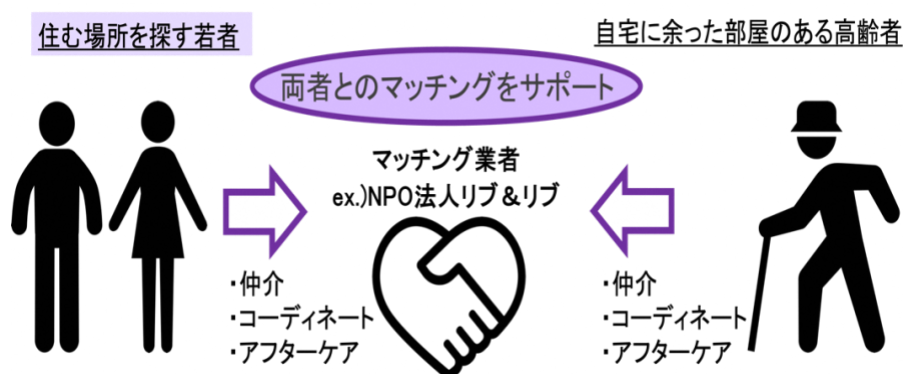 住む場所を探す若者
自宅に余った部屋のある高齢者
両者とのマッチングをサポート
マッチング業者
ex.)NPO法人リブ&リブ
・仲介
・コーディネート
・アフターケア
・仲介
・コーディネート
・アフターケア